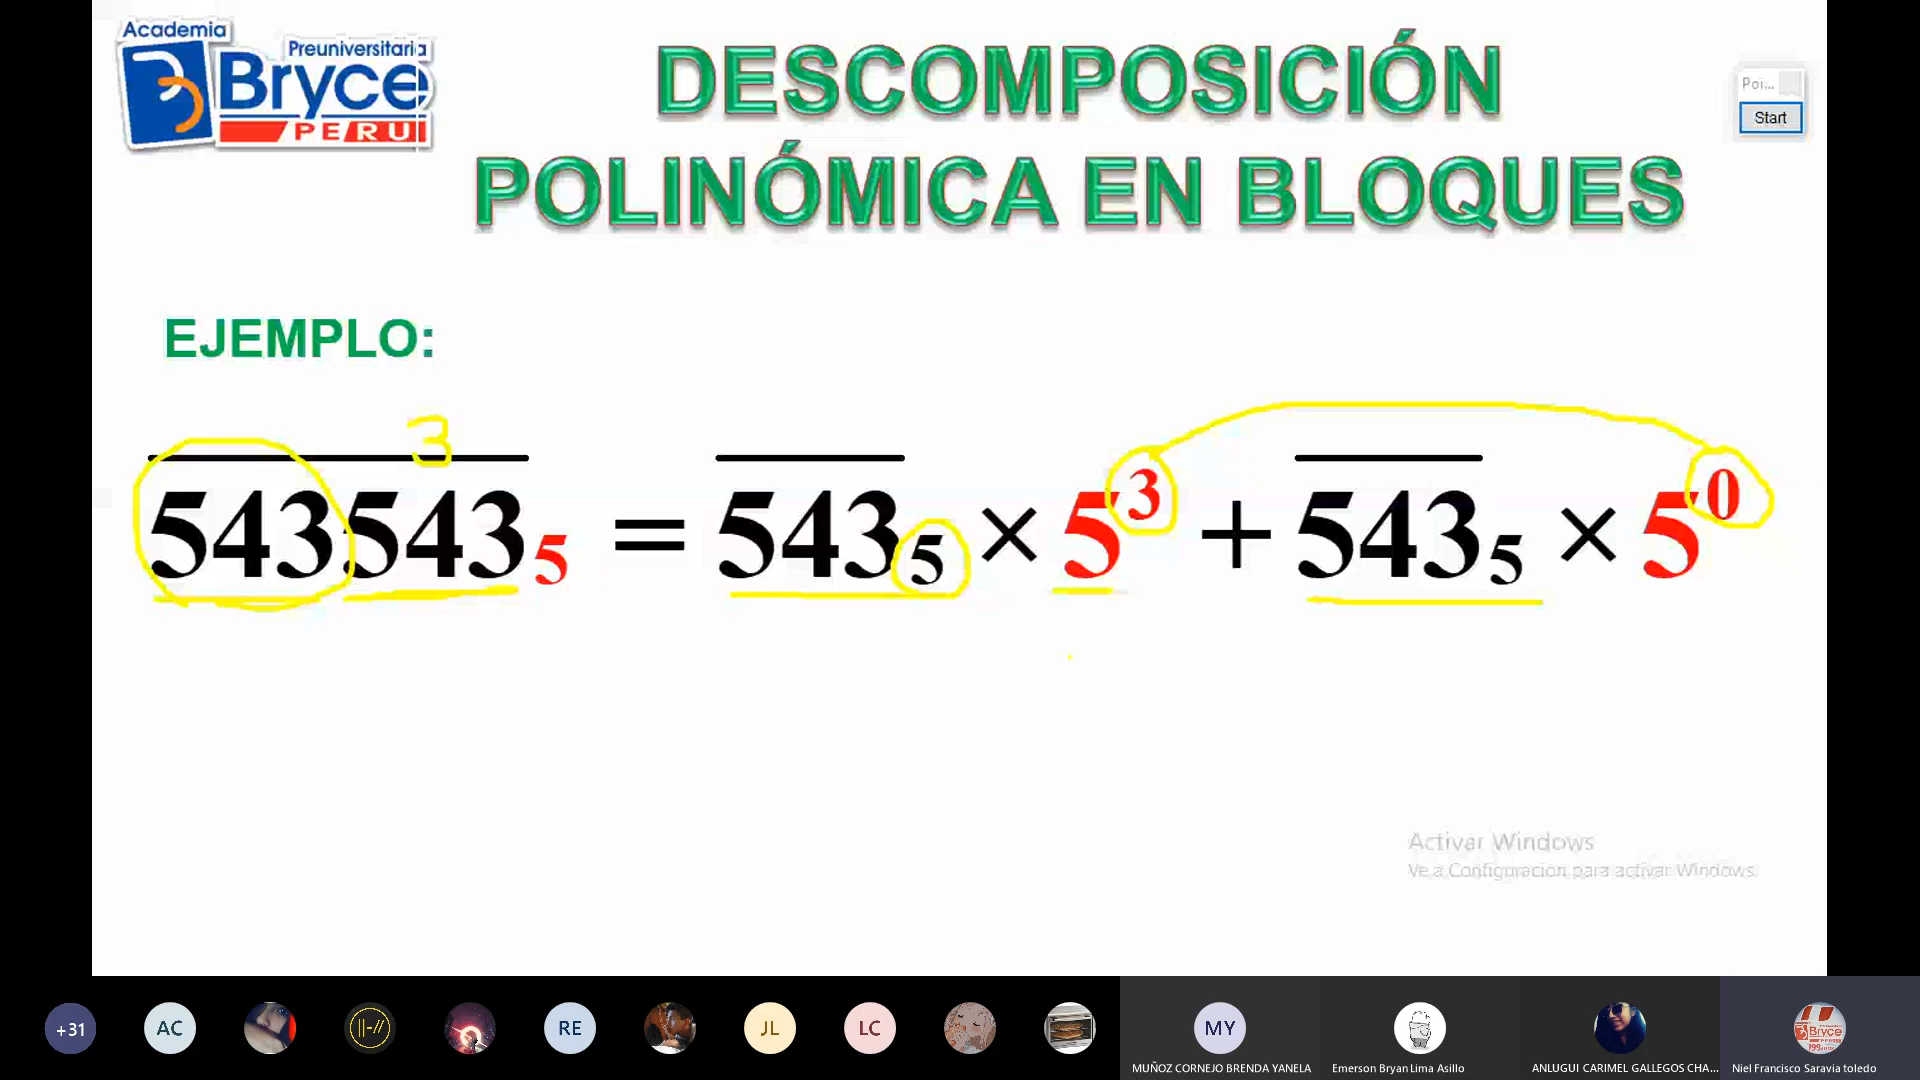 Academia
Preuniversitaria
Bryce
PERU
DESCOMPOSICIÓN
POLINÓMICA EN BLOQUES
Poi...
Start
EJEMPLO:
3
543543₅ = 543₅ × 5³ + 543₅ × 5⁰
Activar Windows
Ve a Configuración para activar Windows.
+31
AC
RE
JL
LC
MY
MUÑOZ CORNEJO BRENDA YANELA
Emerson Bryan Lima Asillo
ANLUGUI CARIMEL GALLEGOS CHA...
Bryce
Niel Francisco Saravia toledo